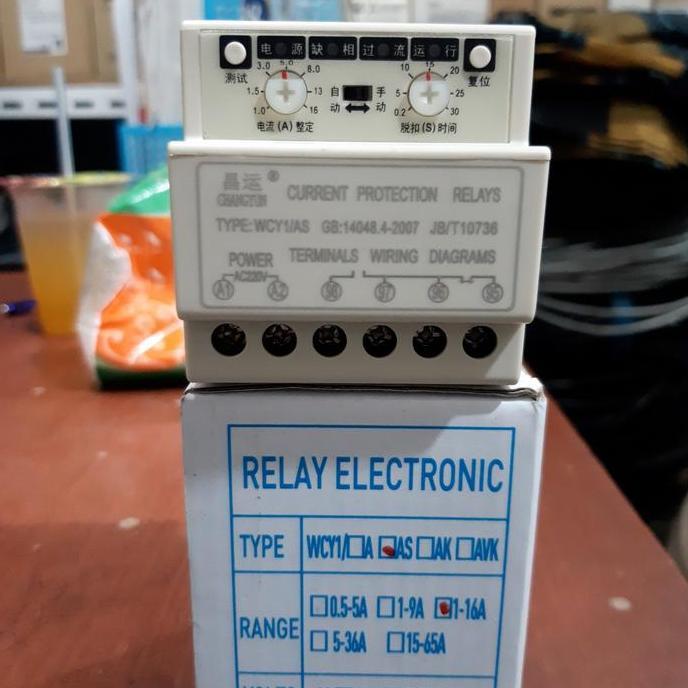 电源 缺相 过流 运行
测试 复位
3.0 5.0 8.0
1.5 13
1.0 16
电流(A)整定
自动 手动
10 15 20
5 25
0.2 30
脱扣(S)时间
昌运®
CHANGYUN
CURRENT PROTECTION RELAYS
TYPE:WCY1/AS GB:14048.4-2007 JB/T10736
POWER TERMINALS WIRING DIAGRAMS
AC220V
A1 A2 98 97 96 95
RELAY ELECTRONIC
TYPE WCY1/□A □AS □AK □AVK
RANGE □0.5-5A □1-9A □1-16A
□5-36A □15-65A